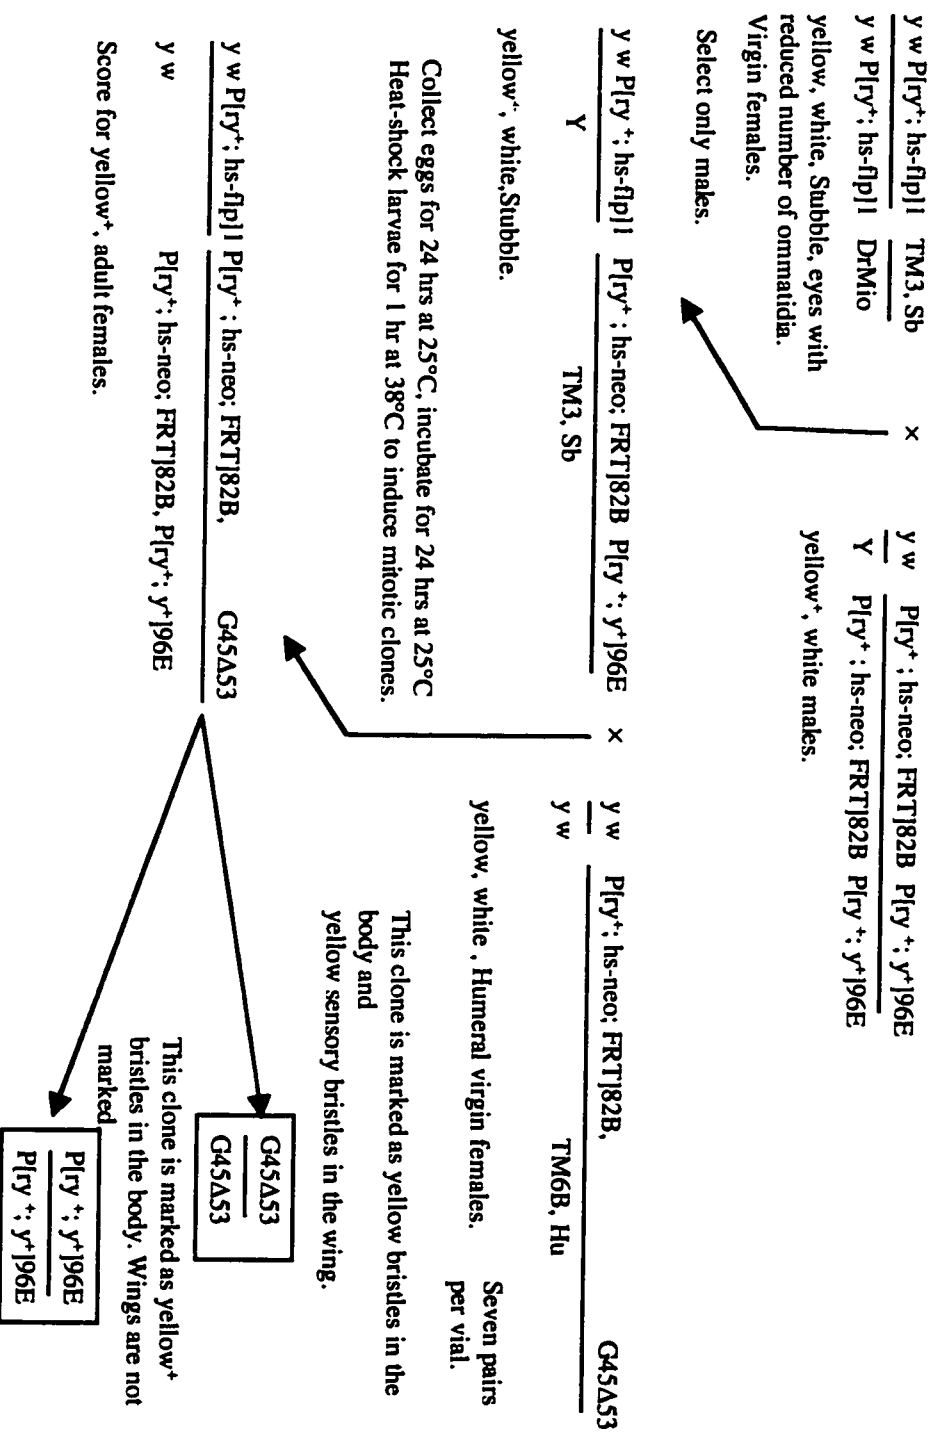 y w P[ry+; hs-flp]1 TM3, Sb × y w P[ry+ ; hs-neo; FRT]82B P[ry +; y+]96E
y w P[ry+; hs-flp]1 DrMio Y P[ry+ ; hs-neo; FRT]82B P[ry +; y+]96E
yellow, white, Stubble, eyes with
reduced number of ommatidia.
Virgin females.
yellow+, white males.
Select only males.
y w P[ry +; hs-flp]1 P[ry+ ; hs-neo; FRT]82B P[ry +; y+]96E × y w P[ry+; hs-neo; FRT]82B, G45Δ53
Y TM3, Sb y w TM6B, Hu
yellow+, white,Stubble.
yellow, white , Humeral virgin females.
Seven pairs
per vial.
Collect eggs for 24 hrs at 25°C, incubate for 24 hrs at 25°C
Heat-shock larvae for 1 hr at 38°C to induce mitotic clones.
This clone is marked as yellow bristles in the
body and
yellow sensory bristles in the wing.
y w P[ry+; hs-flp]1 P[ry+ ; hs-neo; FRT]82B, G45Δ53
y w P[ry+; hs-neo; FRT]82B, P[ry+; y+]96E
Score for yellow+, adult females.
G45Δ53
G45Δ53
This clone is marked as yellow+
bristles in the body. Wings are not
marked
P[ry +; y+]96E
P[ry +; y+]96E